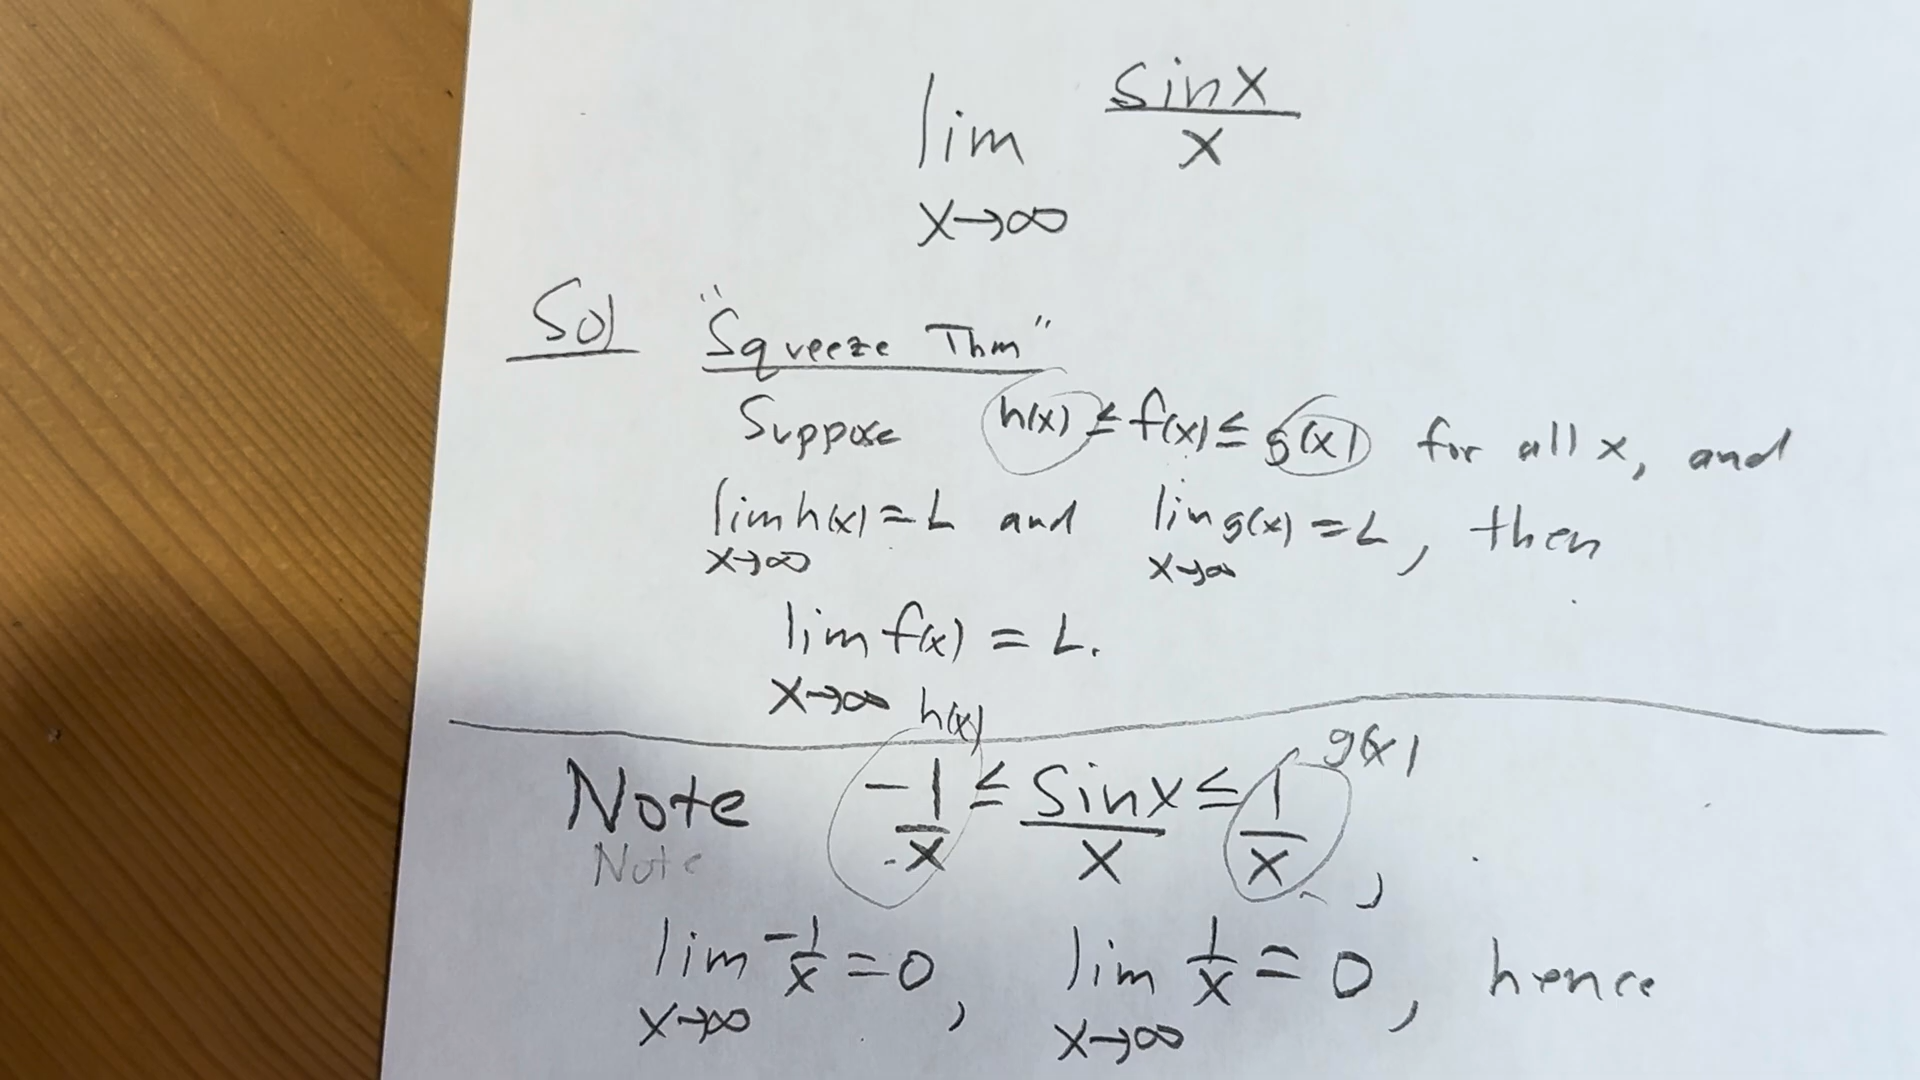 lim sinx/x
x→∞
Sol "Squeeze Thm"
Suppose h(x) ≤ f(x) ≤ g(x) for all x, and
lim h(x) = L and lim g(x) = L, then
x→∞ x→∞
lim f(x) = L.
x→∞
h(x) g(x)
Note -1/x ≤ sinx/x ≤ 1/x,
Note
lim -1/x = 0, lim 1/x = 0, hence
x→∞ x→∞